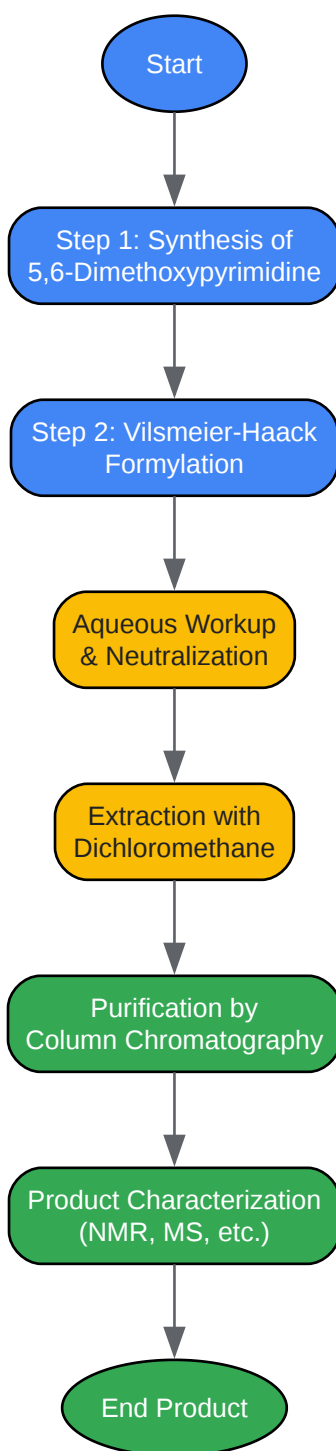 Start
Step 1: Synthesis of
5,6-Dimethoxypyrimidine
Step 2: Vilsmeier-Haack
Formylation
Aqueous Workup
& Neutralization
Extraction with
Dichloromethane
Purification by
Column Chromatography
Product Characterization
(NMR, MS, etc.)
End Product